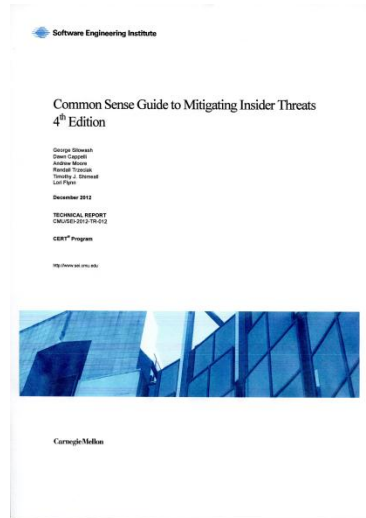 Software Engineering Institute
Common Sense Guide to Mitigating Insider Threats
4th Edition
George Silowash
Dawn Cappelli
Andrew Moore
Randall Trzeciak
Timothy J. Shimeall
Lori Flynn
December 2012
TECHNICAL REPORT
CMU/SEI-2012-TR-012
CERT® Program
http://www.sei.cmu.edu
CarnegieMellon